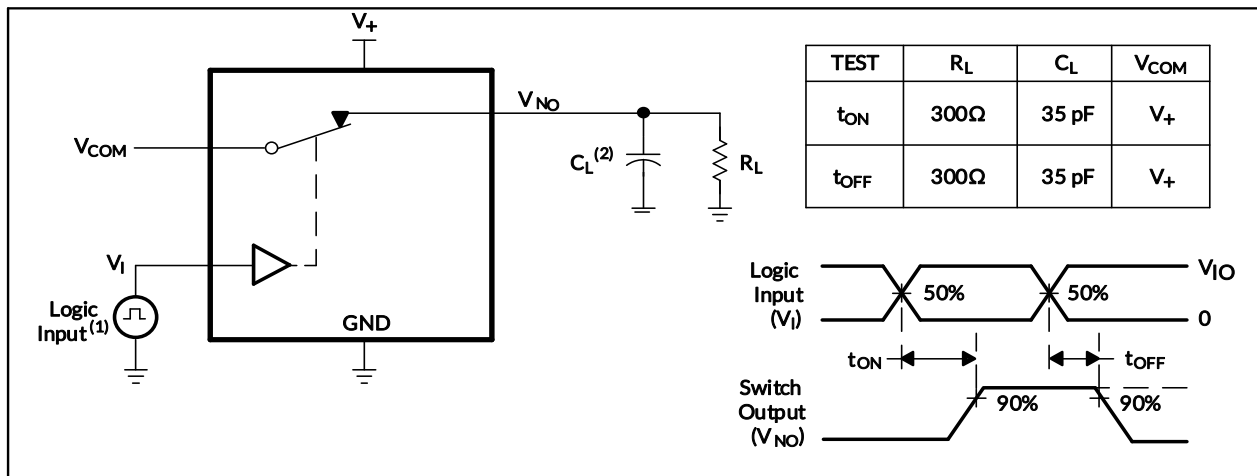 V+
VNO
VCOM
CL(2)
RL
VI
Logic
Input(1)
GND
TEST RL CL VCOM
tON 300Ω 35 pF V+
tOFF 300Ω 35 pF V+
Logic
Input
(VI)
50%
50%
VIO
0
tON
tOFF
Switch
Output
(VNO)
90%
90%